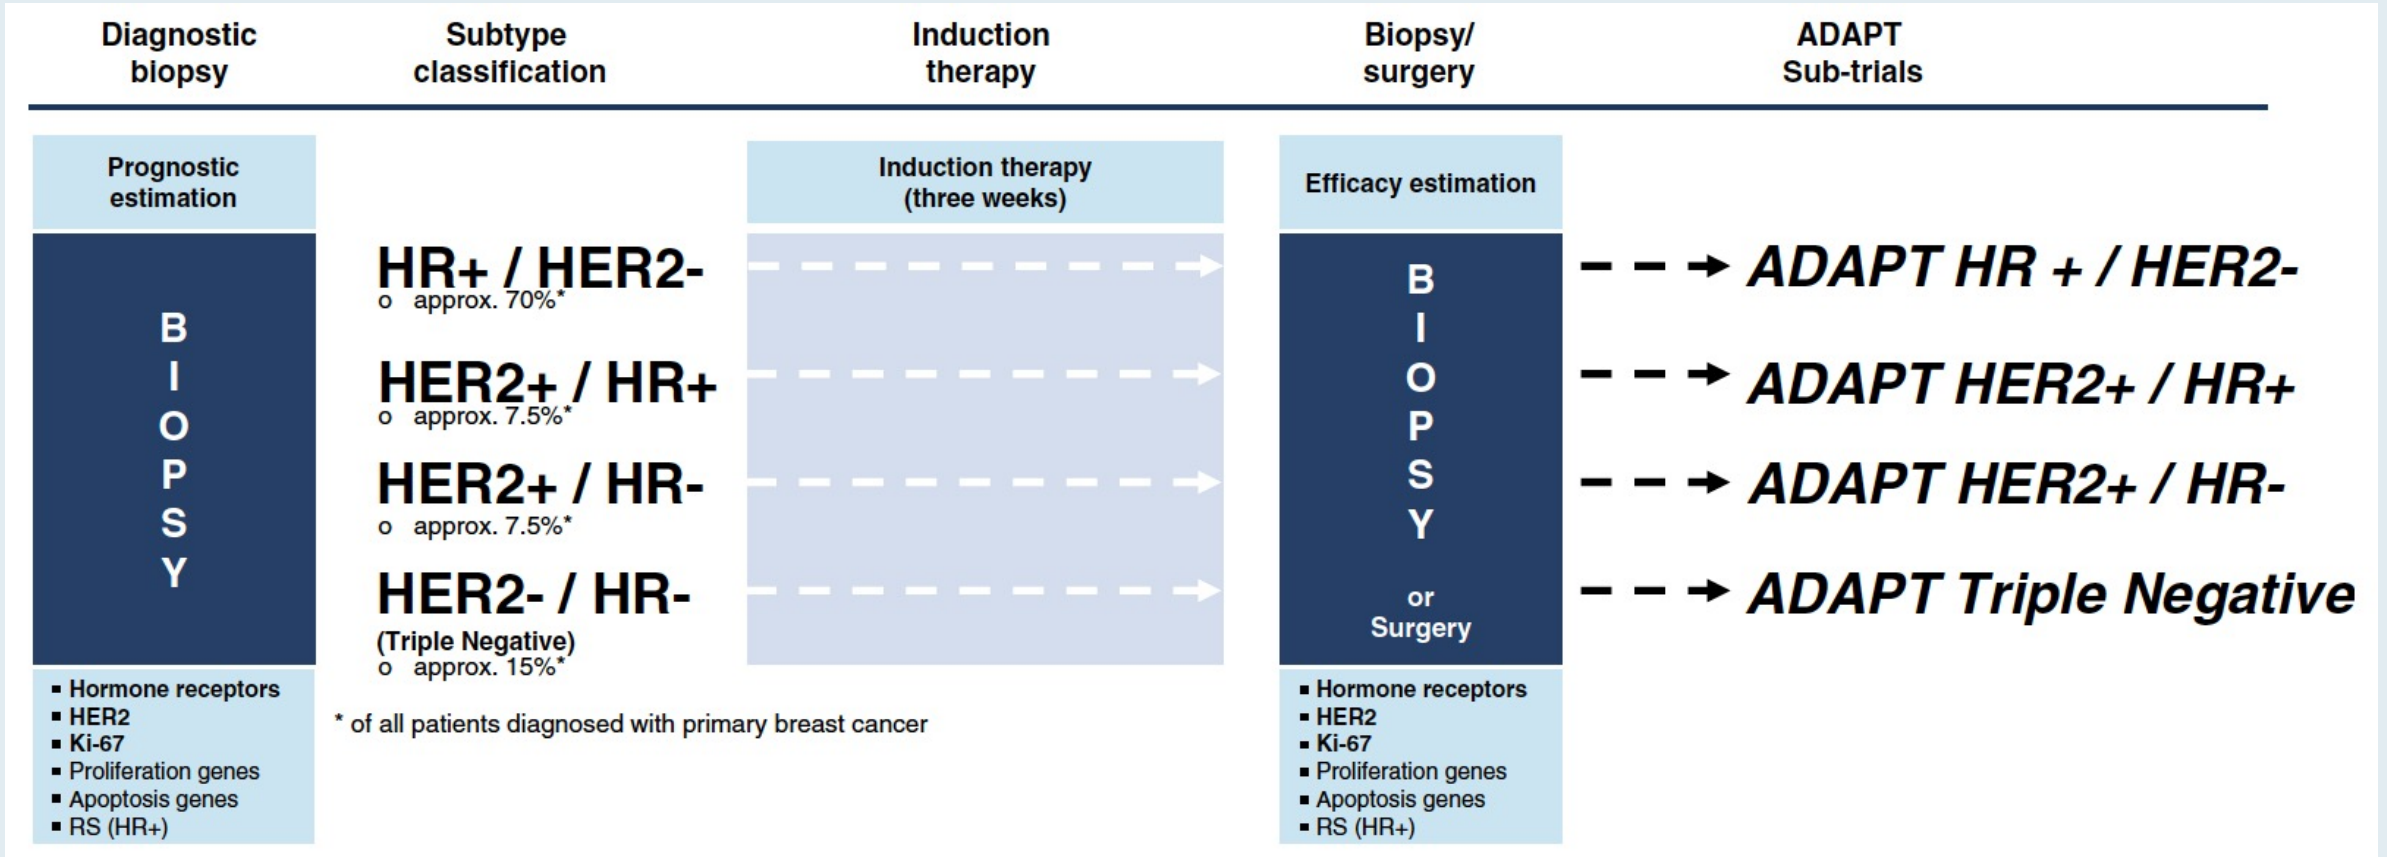 Diagnostic
biopsy
Subtype
classification
Induction
therapy
Biopsy/
surgery
ADAPT
Sub-trials
Prognostic
estimation
B
I
O
P
S
Y
▪ Hormone receptors
▪ HER2
▪ Ki-67
▪ Proliferation genes
▪ Apoptosis genes
▪ RS (HR+)
HR+ / HER2-
o approx. 70%*
HER2+ / HR+
o approx. 7.5%*
HER2+ / HR-
o approx. 7.5%*
HER2- / HR-
(Triple Negative)
o approx. 15%*
* of all patients diagnosed with primary breast cancer
Induction therapy
(three weeks)
Efficacy estimation
B
I
O
P
S
Y
or
Surgery
▪ Hormone receptors
▪ HER2
▪ Ki-67
▪ Proliferation genes
▪ Apoptosis genes
▪ RS (HR+)
ADAPT HR + / HER2-
ADAPT HER2+ / HR+
ADAPT HER2+ / HR-
ADAPT Triple Negative